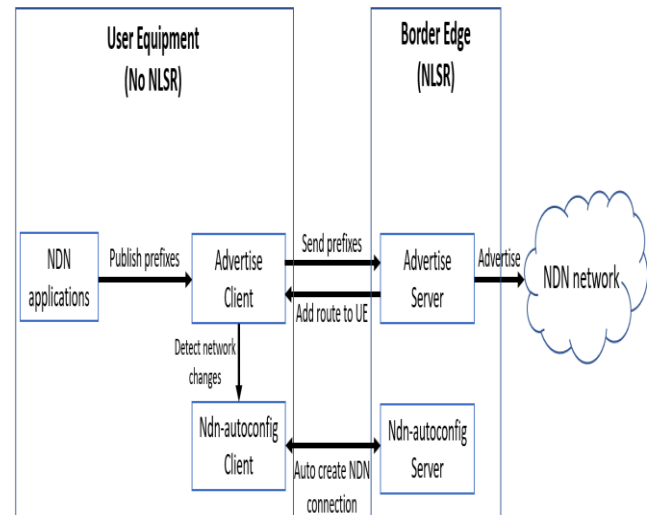 User Equipment
(No NLSR)
Border Edge
(NLSR)
NDN
applications
Publish prefixes
Advertise
Client
Send prefixes
Add route to UE
Advertise
Server
Advertise
NDN network
Detect network
changes
Ndn-autoconfig
Client
Auto create NDN
connection
Ndn-autoconfig
Server